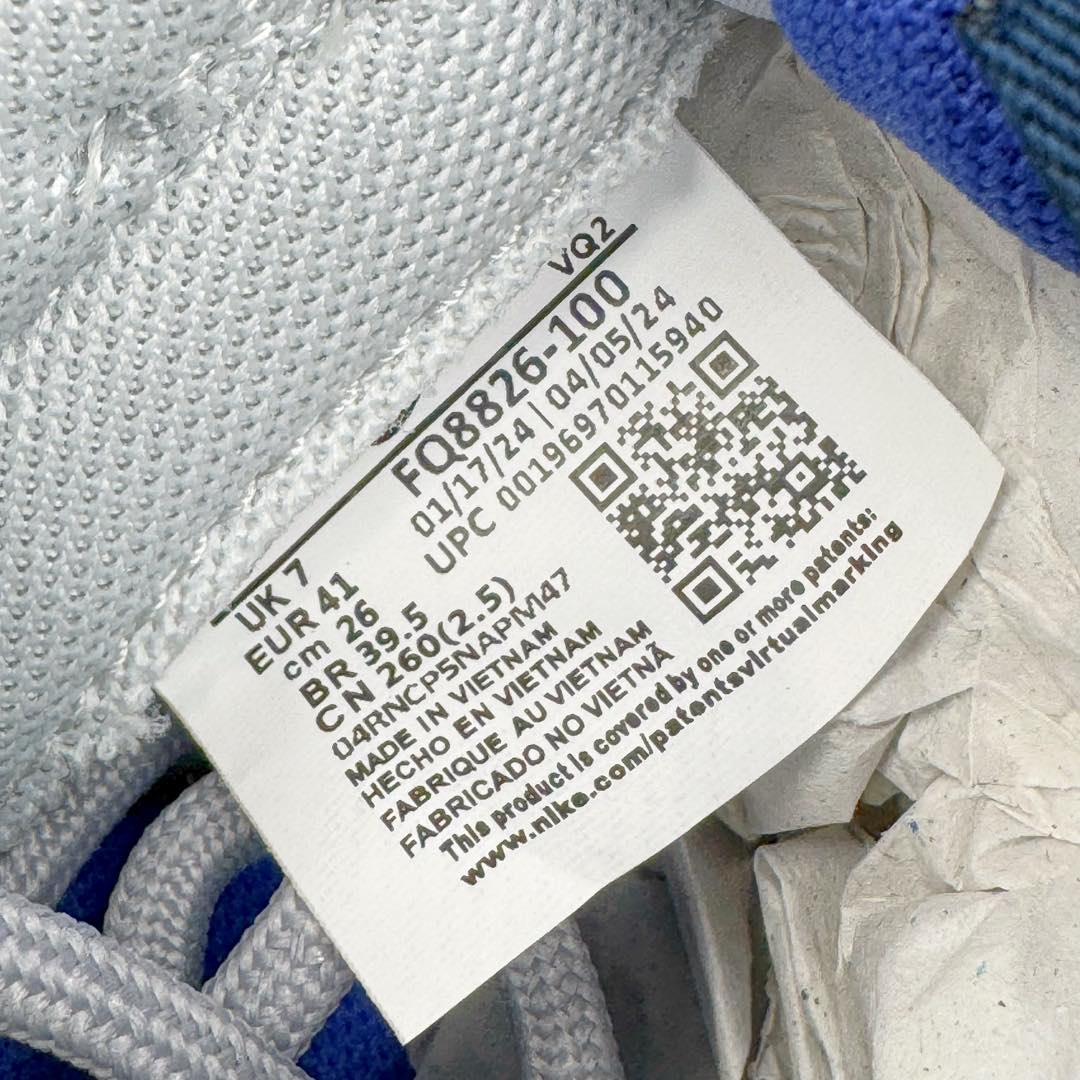 VQ2
FQ8826-100
01/17/24 | 04/05/24
UPC 00196970115940
UK 7
EUR 41
cm 26
BR 39.5
CN 260(2.5)
04RNCP5NAPM47
MADE IN VIETNAM
HECHO EN VIETNAM
FABRIQUE AU VIETNAM
FABRICADO NO VIETNÃ
This product is covered by one or more patents:
www.nike.com/patentsvirtualmarking